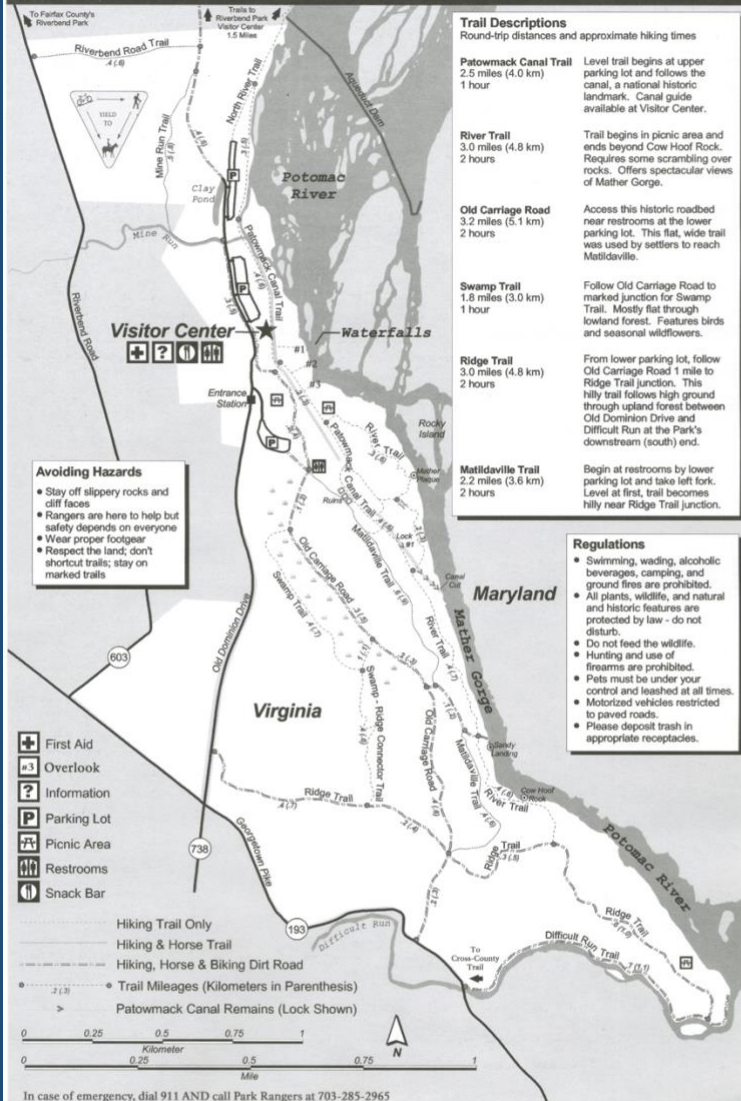 To Fairfax County's
Riverbend Park
Trails to
Riverbend Park
Visitor Center
1.5 Miles
Riverbend Road Trail
.4 (.6)
YIELD
TO
Mine Run Trail
North River Trail
Aqueduct Dam
Clay
Pond
P
Potomac
River
Mine Run
Riverbend Road
Patowmack Canal Trail
P
Visitor Center
?
Waterfalls
#1
#2
#3
Entrance
Station
P
Patowmack Canal Trail
River Trail
Rocky
Island
Mather
Plaque
Ruins
Lock
#1
Canal
Cut
Old Carriage Road
Swamp Trail
Matildaville Trail
River Trail
Mather Gorge
Maryland
Old Dominion Drive
603
Virginia
Swamp - Ridge Connector Trail
Old Carriage Road
Matildaville Trail
Sandy
Landing
Cow Hoof
Rock
River Trail
Ridge Trail
Ridge Trail
Potomac River
738
Georgetown Pike
193
Difficult Run
To
Cross-County
Trail
Difficult Run Trail
Ridge Trail
Trail Descriptions
Round-trip distances and approximate hiking times
Patowmack Canal Trail
2.5 miles (4.0 km)
1 hour
Level trail begins at upper
parking lot and follows the
canal, a national historic
landmark. Canal guide
available at Visitor Center.
River Trail
3.0 miles (4.8 km)
2 hours
Trail begins in picnic area and
ends beyond Cow Hoof Rock.
Requires some scrambling over
rocks. Offers spectacular views
of Mather Gorge.
Old Carriage Road
3.2 miles (5.1 km)
2 hours
Access this historic roadbed
near restrooms at the lower
parking lot. This flat, wide trail
was used by settlers to reach
Matildaville.
Swamp Trail
1.8 miles (3.0 km)
1 hour
Follow Old Carriage Road to
marked junction for Swamp
Trail. Mostly flat through
lowland forest. Features birds
and seasonal wildflowers.
Ridge Trail
3.0 miles (4.8 km)
2 hours
From lower parking lot, follow
Old Carriage Road 1 mile to
Ridge Trail junction. This
hilly trail follows high ground
through upland forest between
Old Dominion Drive and
Difficult Run at the Park's
downstream (south) end.
Matildaville Trail
2.2 miles (3.6 km)
2 hours
Begin at restrooms by lower
parking lot and take left fork.
Level at first, trail becomes
hilly near Ridge Trail junction.
Avoiding Hazards
• Stay off slippery rocks and
cliff faces
• Rangers are here to help but
safety depends on everyone
• Wear proper footgear
• Respect the land; don't
shortcut trails; stay on
marked trails
Regulations
• Swimming, wading, alcoholic
beverages, camping, and
ground fires are prohibited.
• All plants, wildlife, and natural
and historic features are
protected by law - do not
disturb.
• Do not feed the wildlife.
• Hunting and use of
firearms are prohibited.
• Pets must be under your
control and leashed at all times.
• Motorized vehicles restricted
to paved roads.
• Please deposit trash in
appropriate receptacles.
First Aid
#3 Overlook
? Information
P Parking Lot
Picnic Area
Restrooms
Snack Bar
Hiking Trail Only
Hiking & Horse Trail
Hiking, Horse & Biking Dirt Road
.2 (.3) Trail Mileages (Kilometers in Parenthesis)
> Patowmack Canal Remains (Lock Shown)
0 0.25 0.5 0.75 1
Kilometer
0 0.25 0.5 0.75 1
Mile
N
In case of emergency, dial 911 AND call Park Rangers at 703-285-2965